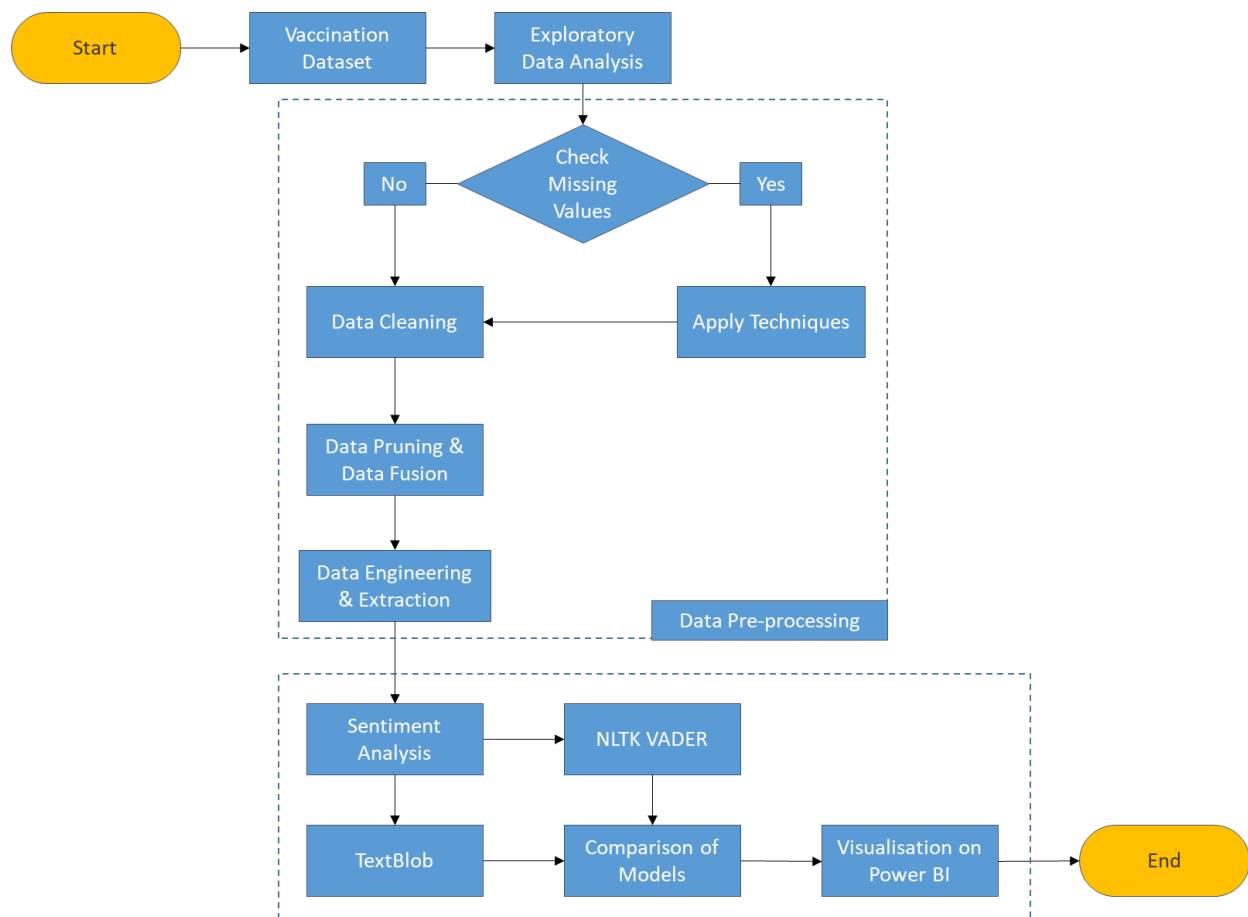 Start
Vaccination
Dataset
Exploratory
Data Analysis
Check
Missing
Values
No
Yes
Data Cleaning
Apply Techniques
Data Pruning &
Data Fusion
Data Engineering
& Extraction
Data Pre-processing
Sentiment
Analysis
NLTK VADER
TextBlob
Comparison of
Models
Visualisation on
Power BI
End